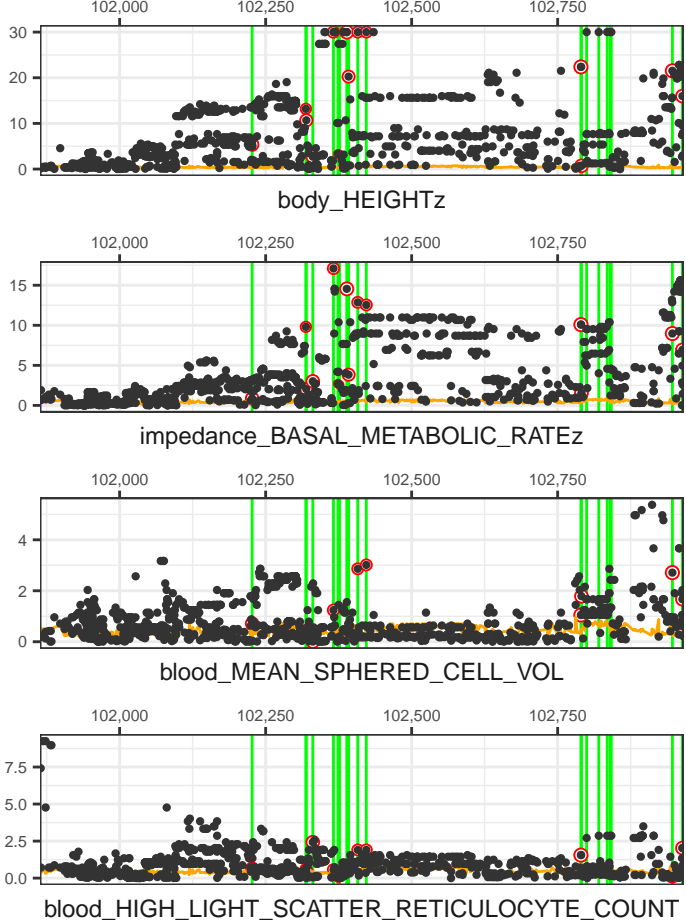 102,000 102,250 102,500 102,750
30
20
10
0
body_HEIGHTz
102,000 102,250 102,500 102,750
15
10
5
0
impedance_BASAL_METABOLIC_RATEz
102,000 102,250 102,500 102,750
4
2
0
blood_MEAN_SPHERED_CELL_VOL
102,000 102,250 102,500 102,750
7.5
5.0
2.5
0.0
blood_HIGH_LIGHT_SCATTER_RETICULOCYTE_COUNT